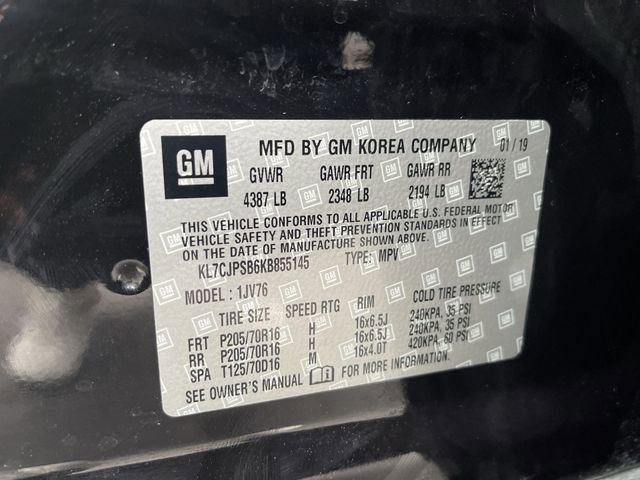 GM
MFD BY GM KOREA COMPANY 01/19
GVWR GAWR FRT GAWR RR
4387 LB 2348 LB 2194 LB
THIS VEHICLE CONFORMS TO ALL APPLICABLE U.S. FEDERAL MOTOR
VEHICLE SAFETY AND THEFT PREVENTION STANDARDS IN EFFECT
ON THE DATE OF MANUFACTURE SHOWN ABOVE.
KL7CJPSB6KB855145 TYPE: MPV
MODEL: 1JV76
TIRE SIZE SPEED RTG RIM COLD TIRE PRESSURE
FRT P205/70R16 H 16x6.5J 240KPA, 35 PSI
RR P205/70R16 H 16x6.5J 240KPA, 35 PSI
SPA T125/70D16 M 16x4.0T 420KPA, 60 PSI
SEE OWNER'S MANUAL FOR MORE INFORMATION.